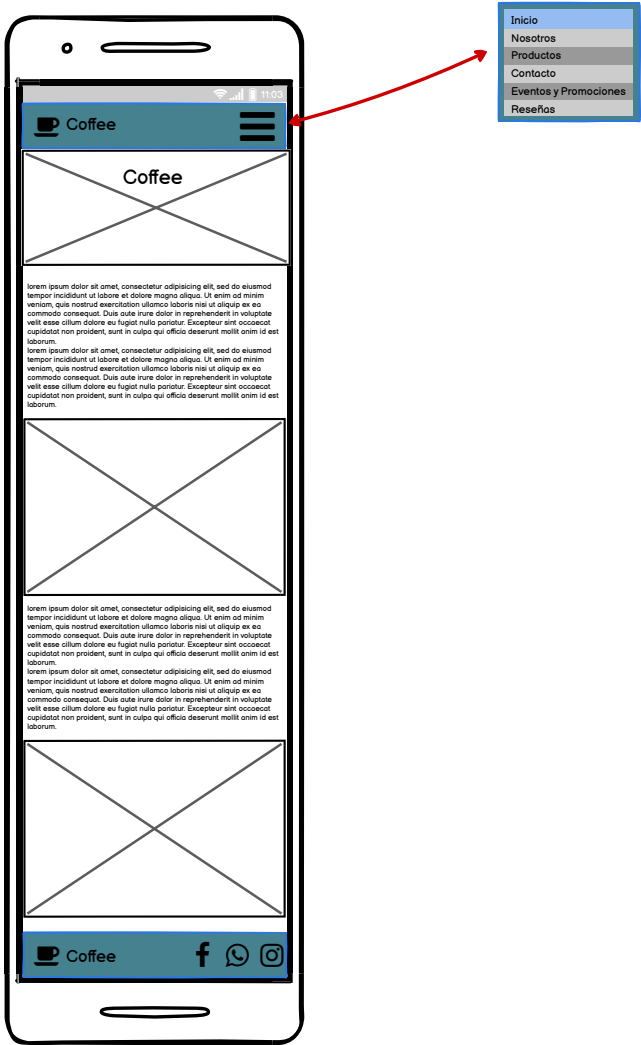 Inicio
Nosotros
Productos
Contacto
Eventos y Promociones
Reseñas
11:03
Coffee
Coffee
lorem ipsum dolor sit amet, consectetur adipisicing elit, sed do eiusmod
tempor incididunt ut labore et dolore magna aliqua. Ut enim ad minim
veniam, quis nostrud exercitation ullamco laboris nisi ut aliquip ex ea
commodo consequat. Duis aute irure dolor in reprehenderit in voluptate
velit esse cillum dolore eu fugiat nulla pariatur. Excepteur sint occaecat
cupidatat non proident, sunt in culpa qui officia deserunt mollit anim id est
laborum.
lorem ipsum dolor sit amet, consectetur adipisicing elit, sed do eiusmod
tempor incididunt ut labore et dolore magna aliqua. Ut enim ad minim
veniam, quis nostrud exercitation ullamco laboris nisi ut aliquip ex ea
commodo consequat. Duis aute irure dolor in reprehenderit in voluptate
velit esse cillum dolore eu fugiat nulla pariatur. Excepteur sint occaecat
cupidatat non proident, sunt in culpa qui officia deserunt mollit anim id est
laborum.
lorem ipsum dolor sit amet, consectetur adipisicing elit, sed do eiusmod
tempor incididunt ut labore et dolore magna aliqua. Ut enim ad minim
veniam, quis nostrud exercitation ullamco laboris nisi ut aliquip ex ea
commodo consequat. Duis aute irure dolor in reprehenderit in voluptate
velit esse cillum dolore eu fugiat nulla pariatur. Excepteur sint occaecat
cupidatat non proident, sunt in culpa qui officia deserunt mollit anim id est
laborum.
lorem ipsum dolor sit amet, consectetur adipisicing elit, sed do eiusmod
tempor incididunt ut labore et dolore magna aliqua. Ut enim ad minim
veniam, quis nostrud exercitation ullamco laboris nisi ut aliquip ex ea
commodo consequat. Duis aute irure dolor in reprehenderit in voluptate
velit esse cillum dolore eu fugiat nulla pariatur. Excepteur sint occaecat
cupidatat non proident, sunt in culpa qui officia deserunt mollit anim id est
laborum.
Coffee